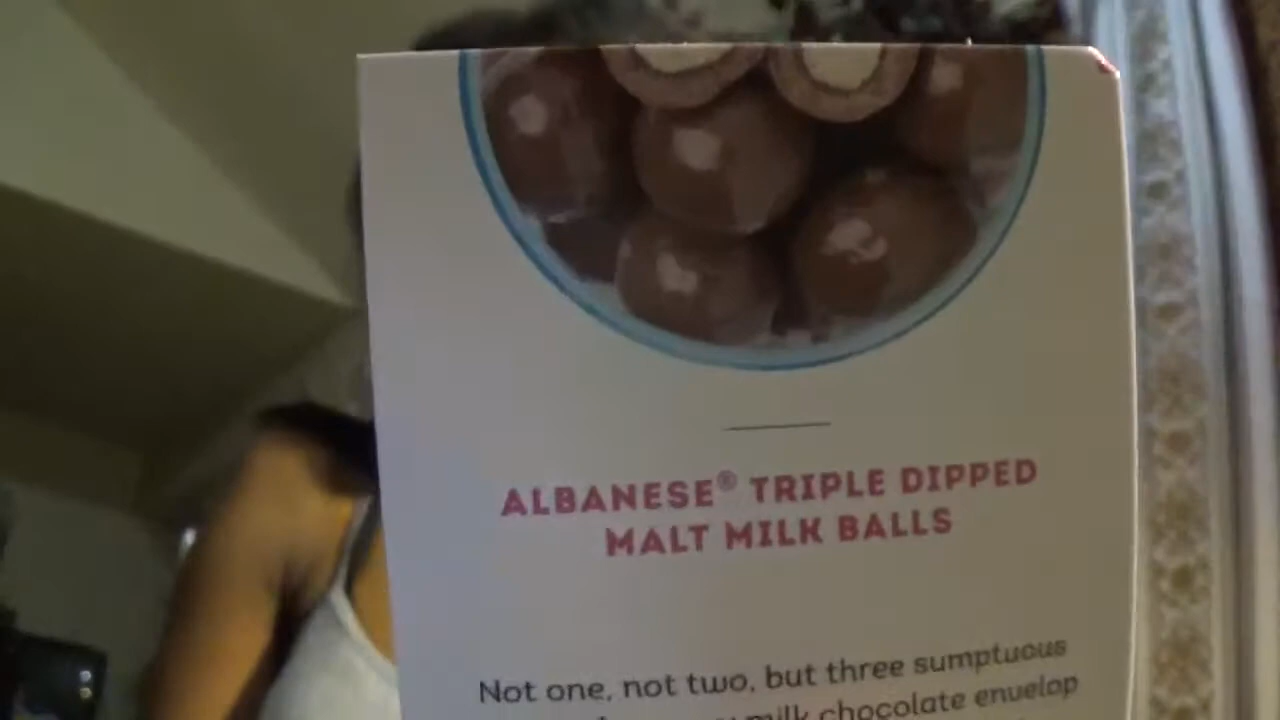 ALBANESE® TRIPLE DIPPED
MALT MILK BALLS
Not one, not two, but three sumptuous
milk chocolate envelop